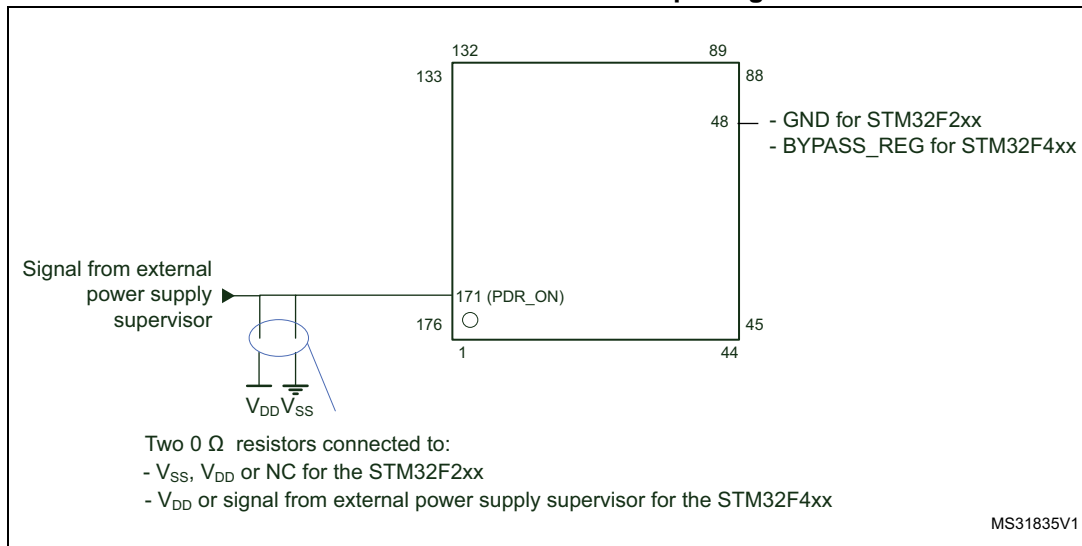 132
89
133
88
48
- GND for STM32F2xx
- BYPASS_REG for STM32F4xx
Signal from external
power supply
supervisor
171 (PDR_ON)
176
45
1
44
VDD VSS
Two 0 Ω resistors connected to:
- VSS, VDD or NC for the STM32F2xx
- VDD or signal from external power supply supervisor for the STM32F4xx
MS31835V1